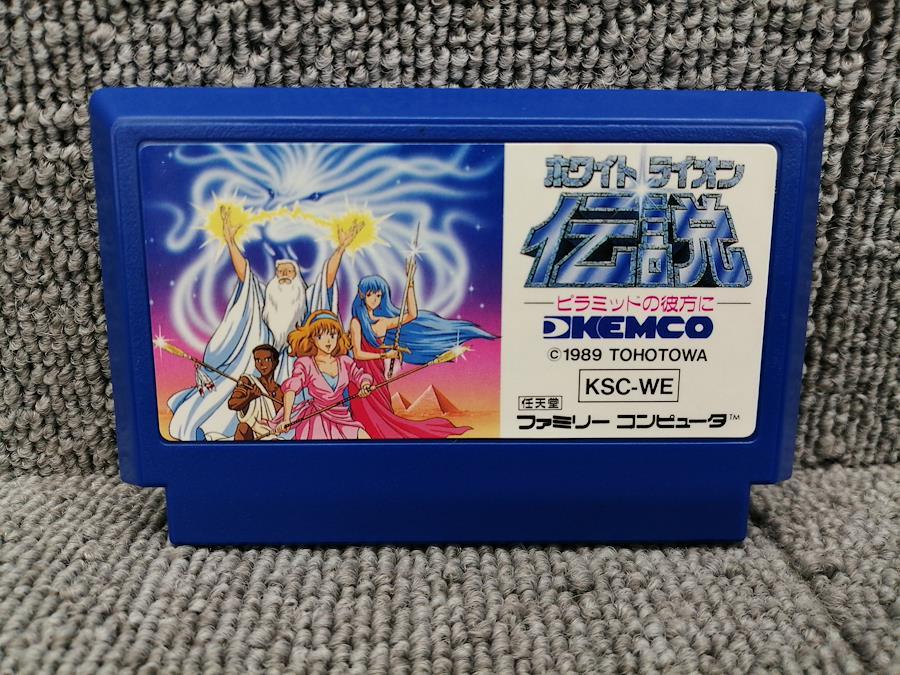 ホワイト ライオン
伝説
ピラミッドの彼方に
KEMCO
©1989 TOHOTOWA
KSC-WE
任天堂
ファミリー コンピュータ™